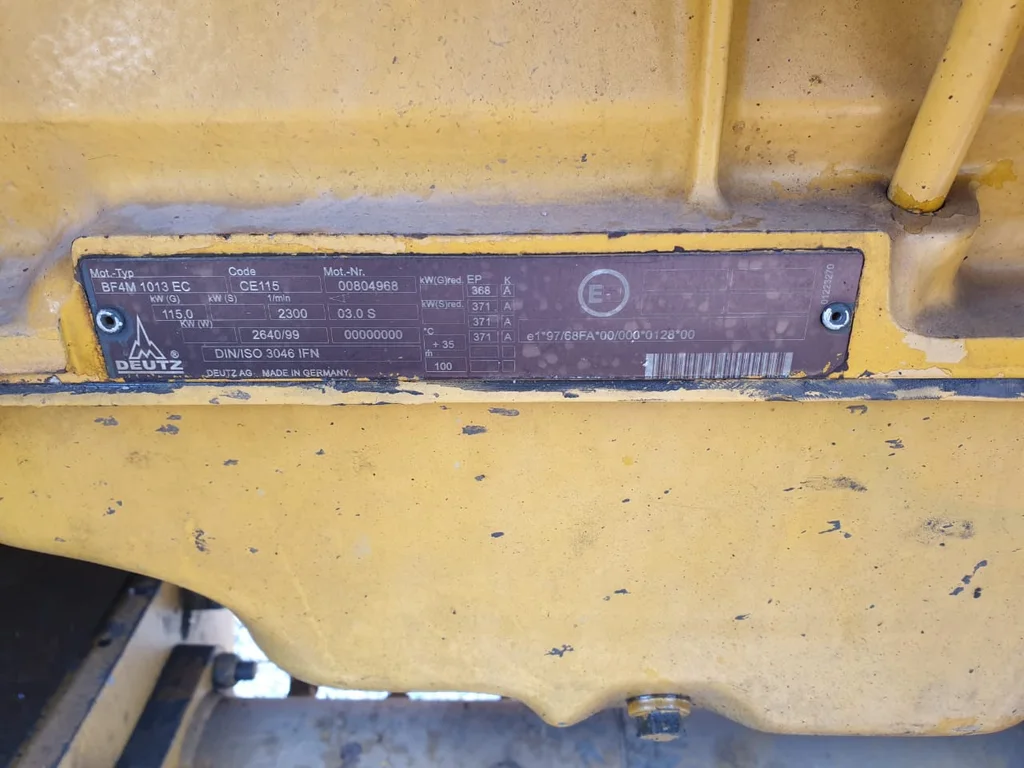 Mot.-Typ Code Mot.-Nr.
BF4M 1013 EC CE115 00804968
kW (G) kW (S) 1/min
115,0 2300 03.0 S
kW (W)
2640/99 00000000
DIN/ISO 3046 IFN
DEUTZ ®
DEUTZ AG MADE IN GERMANY
kW(G)red. EP K
368 A
kW(S)red. 371 A
371 A
°C 371 A
+ 35
m
100
E
e1*97/68FA*00/000*0128*00
01229270